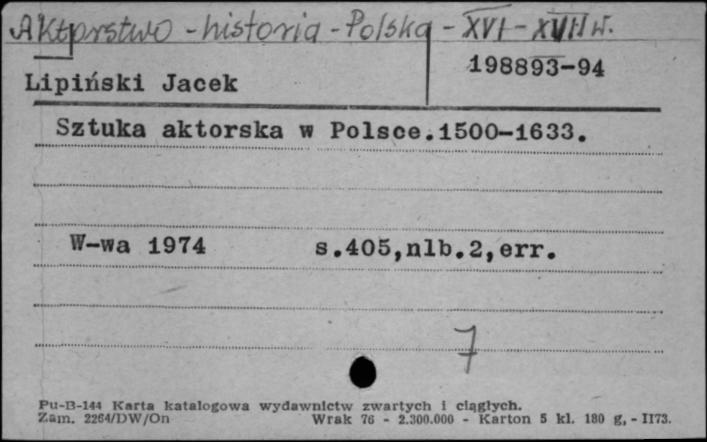 Aktorstwo - historia - Polska - XVI - XVII w.
198893-94
Lipiński Jacek
Sztuka aktorska w Polsce.1500-1633.
W-wa 1974 s.405,nlb.2,err.
7
Pu-B-144 Karta katalogowa wydawnictw zwartych i ciągłych.
Zam. 2264/DW/On Wrak 76 - 2.300.000 - Karton 5 kl. 180 g, - II73.